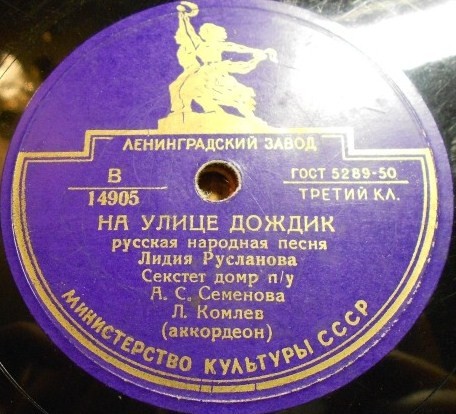 ЛЕНИНГРАДСКИЙ ЗАВОД
В
14905
ГОСТ 5289-50
ТРЕТИЙ КЛ.
НА УЛИЦЕ ДОЖДИК
русская народная песня
Лидия Русланова
Секстет домр п/у
А. С. Семенова
Л. Комлев
(аккордеон)
МИНИСТЕРСТВО КУЛЬТУРЫ СССР